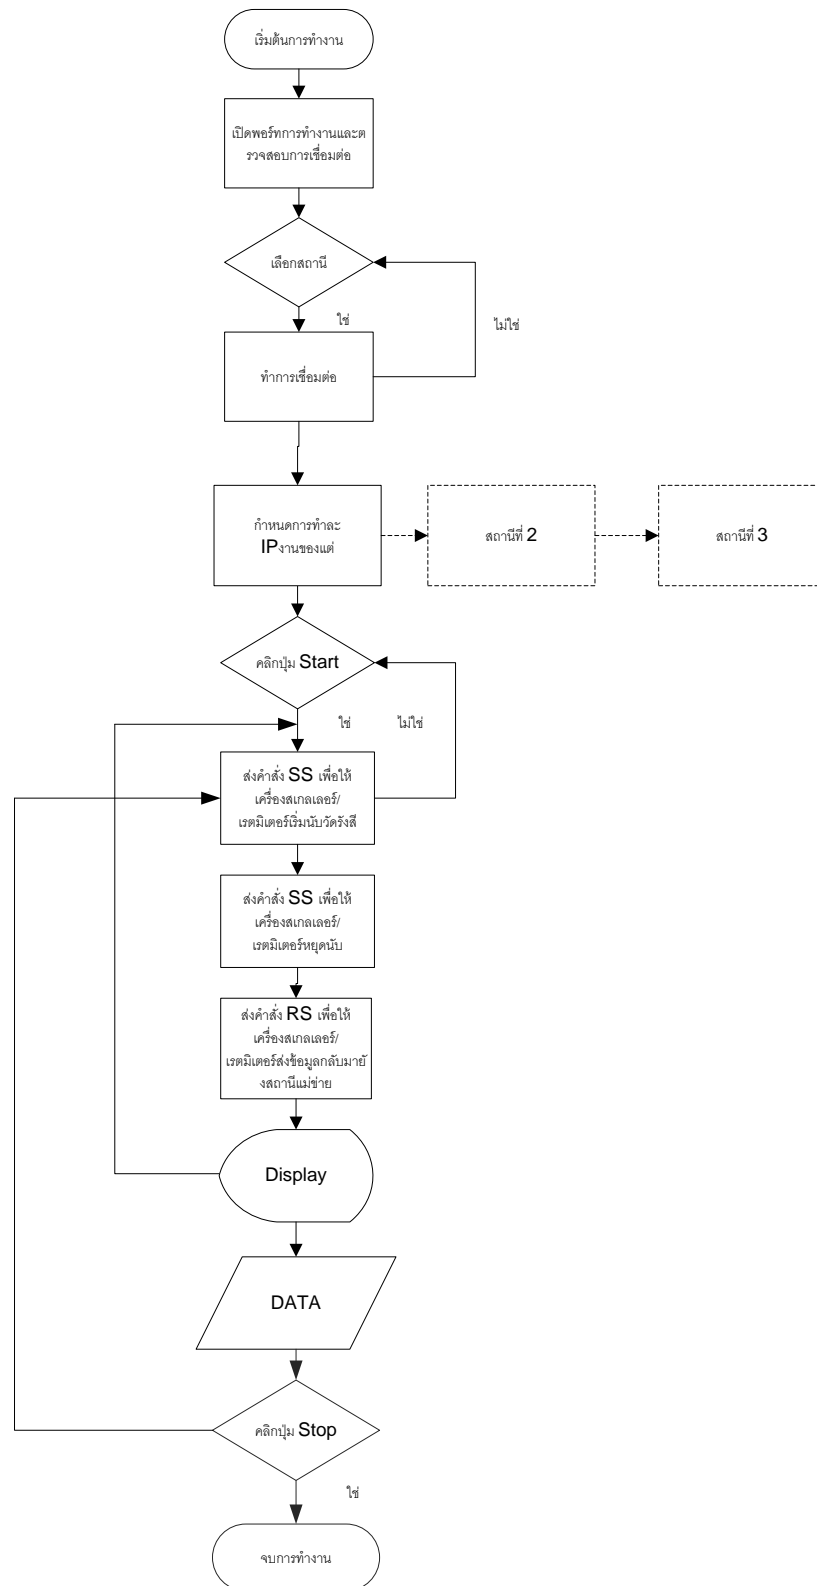 เริ่มต้นการทำงาน
เปิดพอร์ทการทำงานและต
รวจสอบการเชื่อมต่อ
เลือกสถานี
ใช่
ไม่ใช่
ทำการเชื่อมต่อ
กำหนดการทำละ
IPงานของแต่
สถานีที่ 2
สถานีที่ 3
คลิกปุ่ม Start
ใช่
ไม่ใช่
ส่งคำสั่ง SS เพื่อให้
เครื่องสเกลเลอร์/
เรตมิเตอร์เริ่มนับวัดรังสี
ส่งคำสั่ง SS เพื่อให้
เครื่องสเกลเลอร์/
เรตมิเตอร์หยุดนับ
ส่งคำสั่ง RS เพื่อให้
เครื่องสเกลเลอร์/
เรตมิเตอร์ส่งข้อมูลกลับมายั
งสถานีแม่ข่าย
Display
DATA
คลิกปุ่ม Stop
ใช่
จบการทำงาน